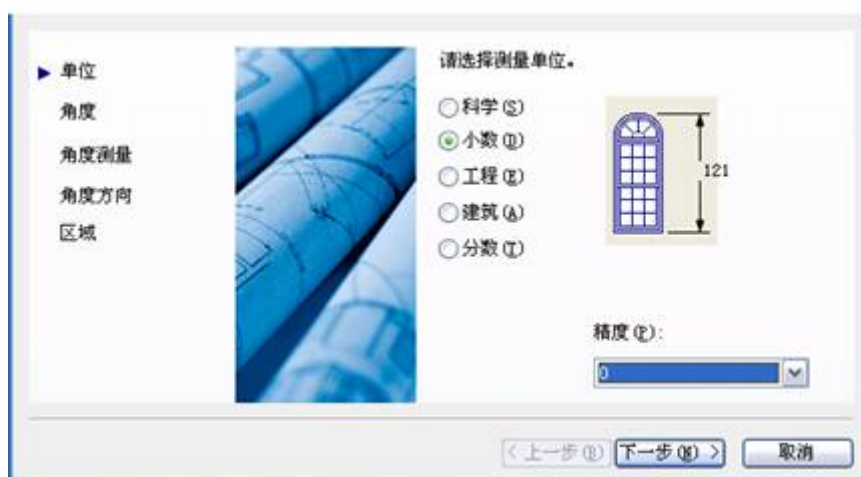 单位
角度
角度测量
角度方向
区域
请选择测量单位。
科学(S)
小数(D)
工程(E)
建筑(A)
分数(T)
121
精度(P):
0
< 上一步(B)
下一步(N) >
取消